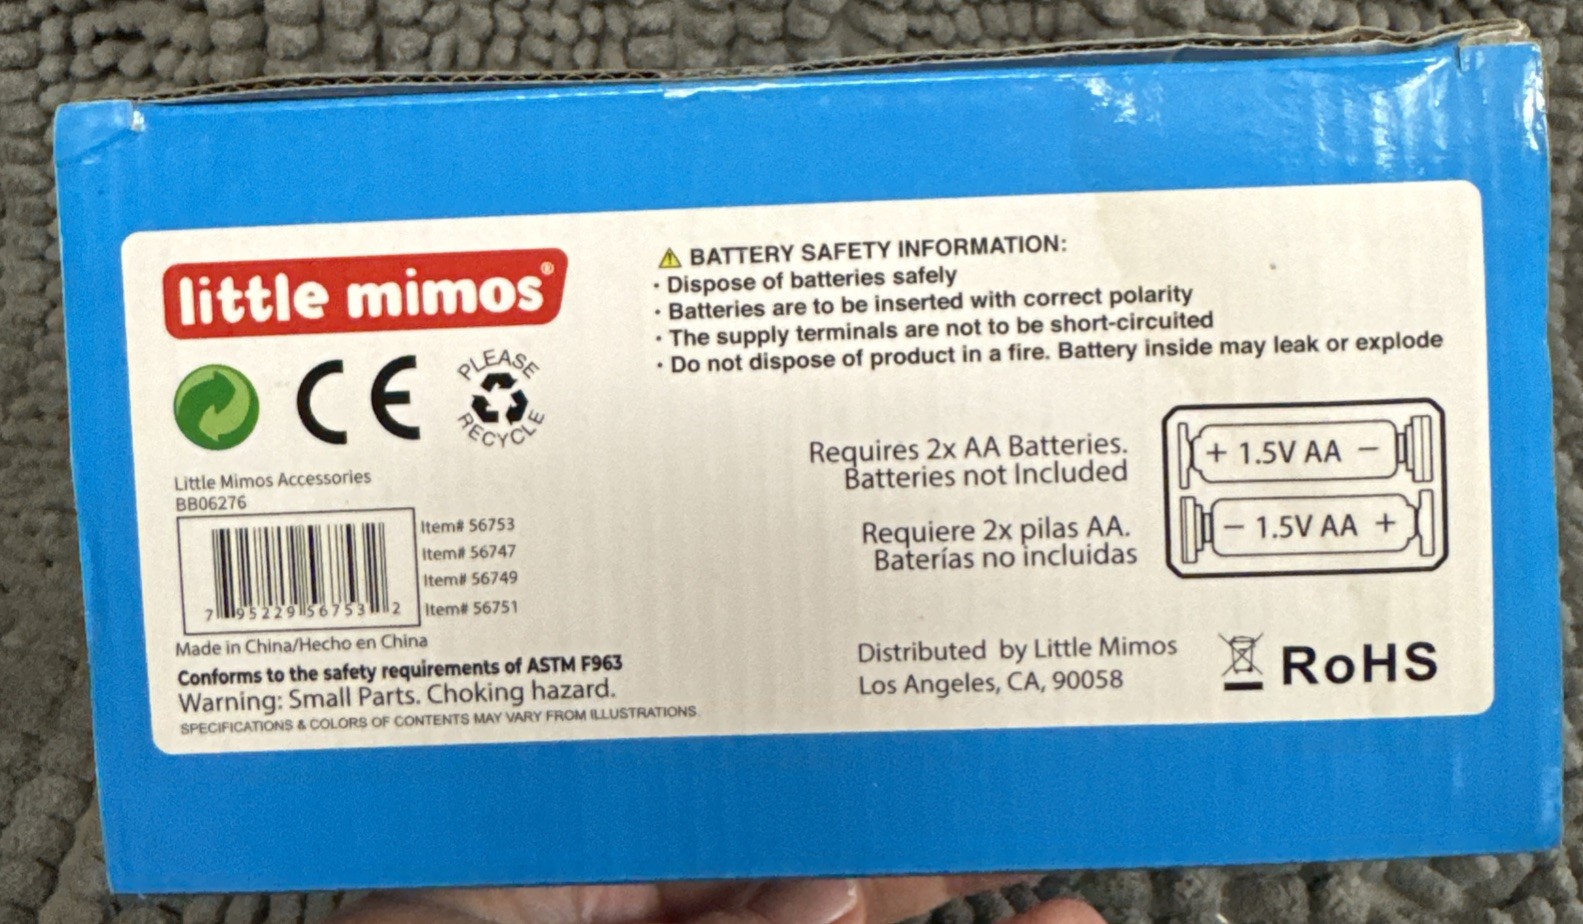 little mimos®
CE
PLEASE
RECYCLE
Little Mimos Accessories
BB06276
7 95229 56753 2
Item# 56753
Item# 56747
Item# 56749
Item# 56751
Made in China/Hecho en China
Conforms to the safety requirements of ASTM F963
Warning: Small Parts. Choking hazard.
SPECIFICATIONS & COLORS OF CONTENTS MAY VARY FROM ILLUSTRATIONS
⚠ BATTERY SAFETY INFORMATION:
· Dispose of batteries safely
· Batteries are to be inserted with correct polarity
· The supply terminals are not to be short-circuited
· Do not dispose of product in a fire. Battery inside may leak or explode
Requires 2x AA Batteries.
Batteries not Included
Requiere 2x pilas AA.
Baterías no incluidas
+ 1.5V AA −
− 1.5V AA +
Distributed by Little Mimos
Los Angeles, CA, 90058
RoHS